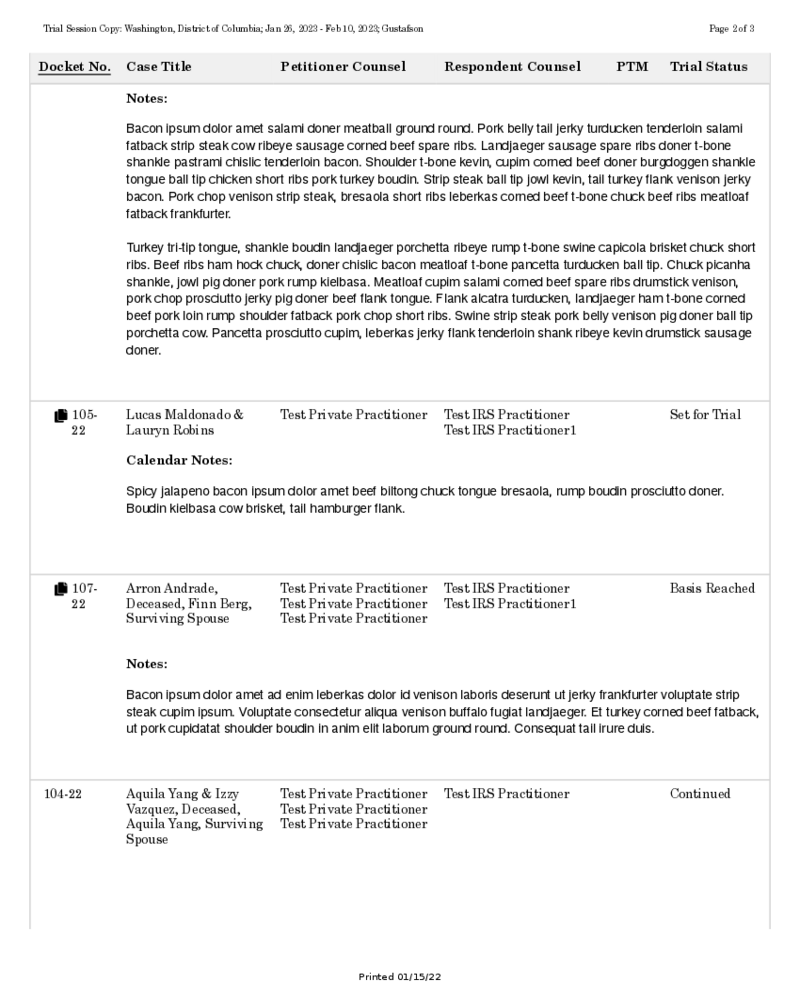 Trial Session Copy: Washington, District of Columbia; Jan 26, 2023 - Feb 10, 2023; Gustafson
Page 2 of 3
Docket No. Case Title Petitioner Counsel Respondent Counsel PTM Trial Status
Notes:
Bacon ipsum dolor amet salami doner meatball ground round. Pork belly tail jerky turducken tenderloin salami
fatback strip steak cow ribeye sausage corned beef spare ribs. Landjaeger sausage spare ribs doner t-bone
shankle pastrami chislic tenderloin bacon. Shoulder t-bone kevin, cupim corned beef doner burgdoggen shankle
tongue ball tip chicken short ribs pork turkey boudin. Strip steak ball tip jowl kevin, tail turkey flank venison jerky
bacon. Pork chop venison strip steak, bresaola short ribs leberkas corned beef t-bone chuck beef ribs meatloaf
fatback frankfurter.
Turkey tri-tip tongue, shankle boudin landjaeger porchetta ribeye rump t-bone swine capicola brisket chuck short
ribs. Beef ribs ham hock chuck, doner chislic bacon meatloaf t-bone pancetta turducken ball tip. Chuck picanha
shankle, jowl pig doner pork rump kielbasa. Meatloaf cupim salami corned beef spare ribs drumstick venison,
pork chop prosciutto jerky pig doner beef flank tongue. Flank alcatra turducken, landjaeger ham t-bone corned
beef pork loin rump shoulder fatback pork chop short ribs. Swine strip steak pork belly venison pig doner ball tip
porchetta cow. Pancetta prosciutto cupim, leberkas jerky flank tenderloin shank ribeye kevin drumstick sausage
doner.
105- Lucas Maldonado & Test Private Practitioner Test IRS Practitioner Set for Trial
22 Lauryn Robins Test IRS Practitioner1
Calendar Notes:
Spicy jalapeno bacon ipsum dolor amet beef biltong chuck tongue bresaola, rump boudin prosciutto doner.
Boudin kielbasa cow brisket, tail hamburger flank.
107- Arron Andrade, Test Private Practitioner Test IRS Practitioner Basis Reached
22 Deceased, Finn Berg, Test Private Practitioner Test IRS Practitioner1
Surviving Spouse Test Private Practitioner
Notes:
Bacon ipsum dolor amet ad enim leberkas dolor id venison laboris deserunt ut jerky frankfurter voluptate strip
steak cupim ipsum. Voluptate consectetur aliqua venison buffalo fugiat landjaeger. Et turkey corned beef fatback,
ut pork cupidatat shoulder boudin in anim elit laborum ground round. Consequat tail irure duis.
104-22 Aquila Yang & Izzy Test Private Practitioner Test IRS Practitioner Continued
Vazquez, Deceased, Test Private Practitioner
Aquila Yang, Surviving Test Private Practitioner
Spouse
Printed 01/15/22